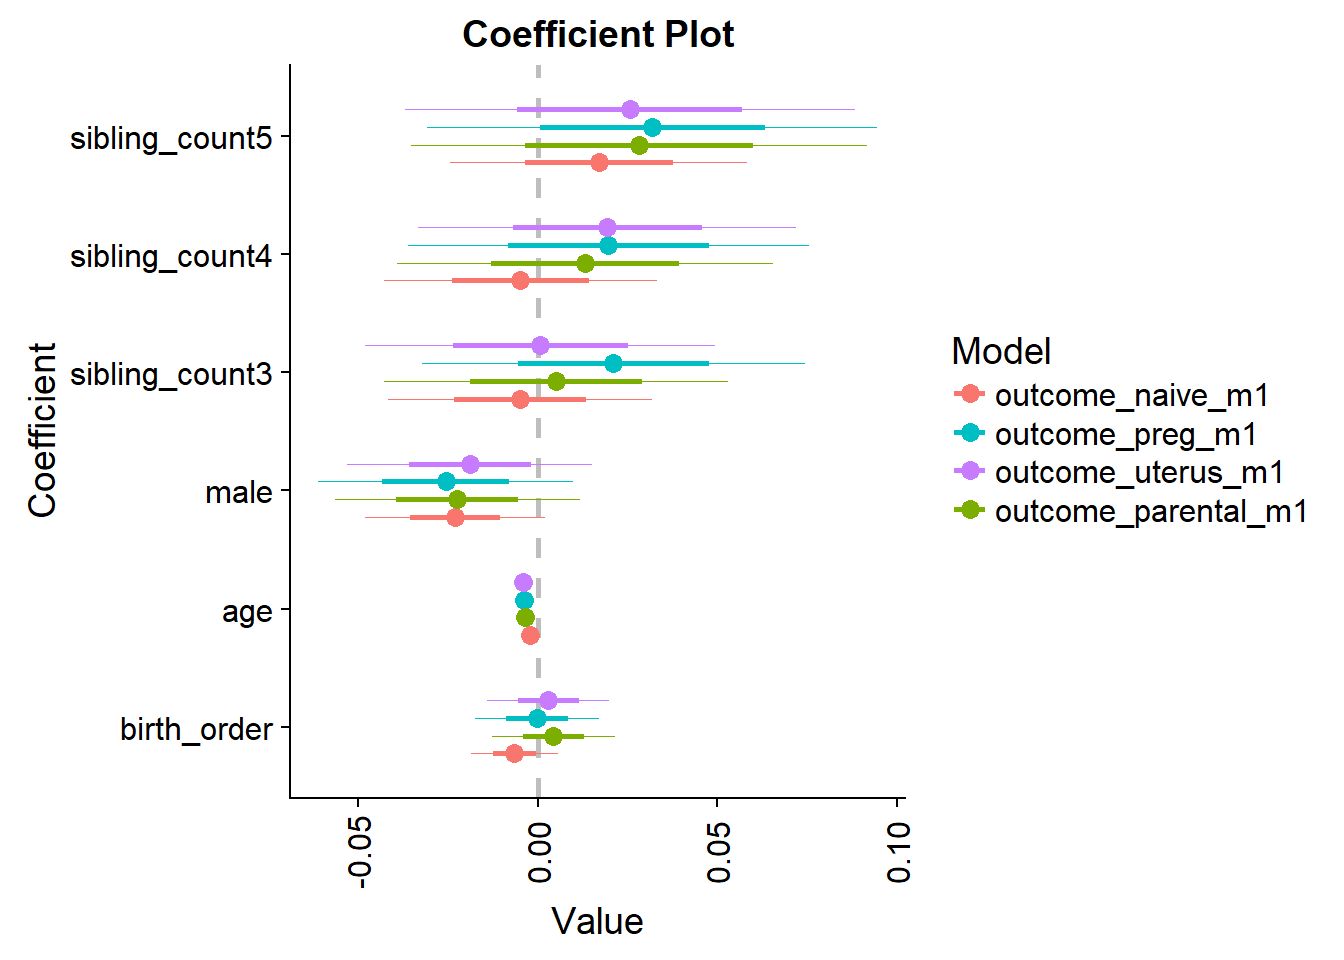 Coefficient Plot
sibling_count5
sibling_count4
sibling_count3
male
age
birth_order
Coefficient
-0.05
0.00
0.05
0.10
Value
Model
outcome_naive_m1
outcome_preg_m1
outcome_uterus_m1
outcome_parental_m1